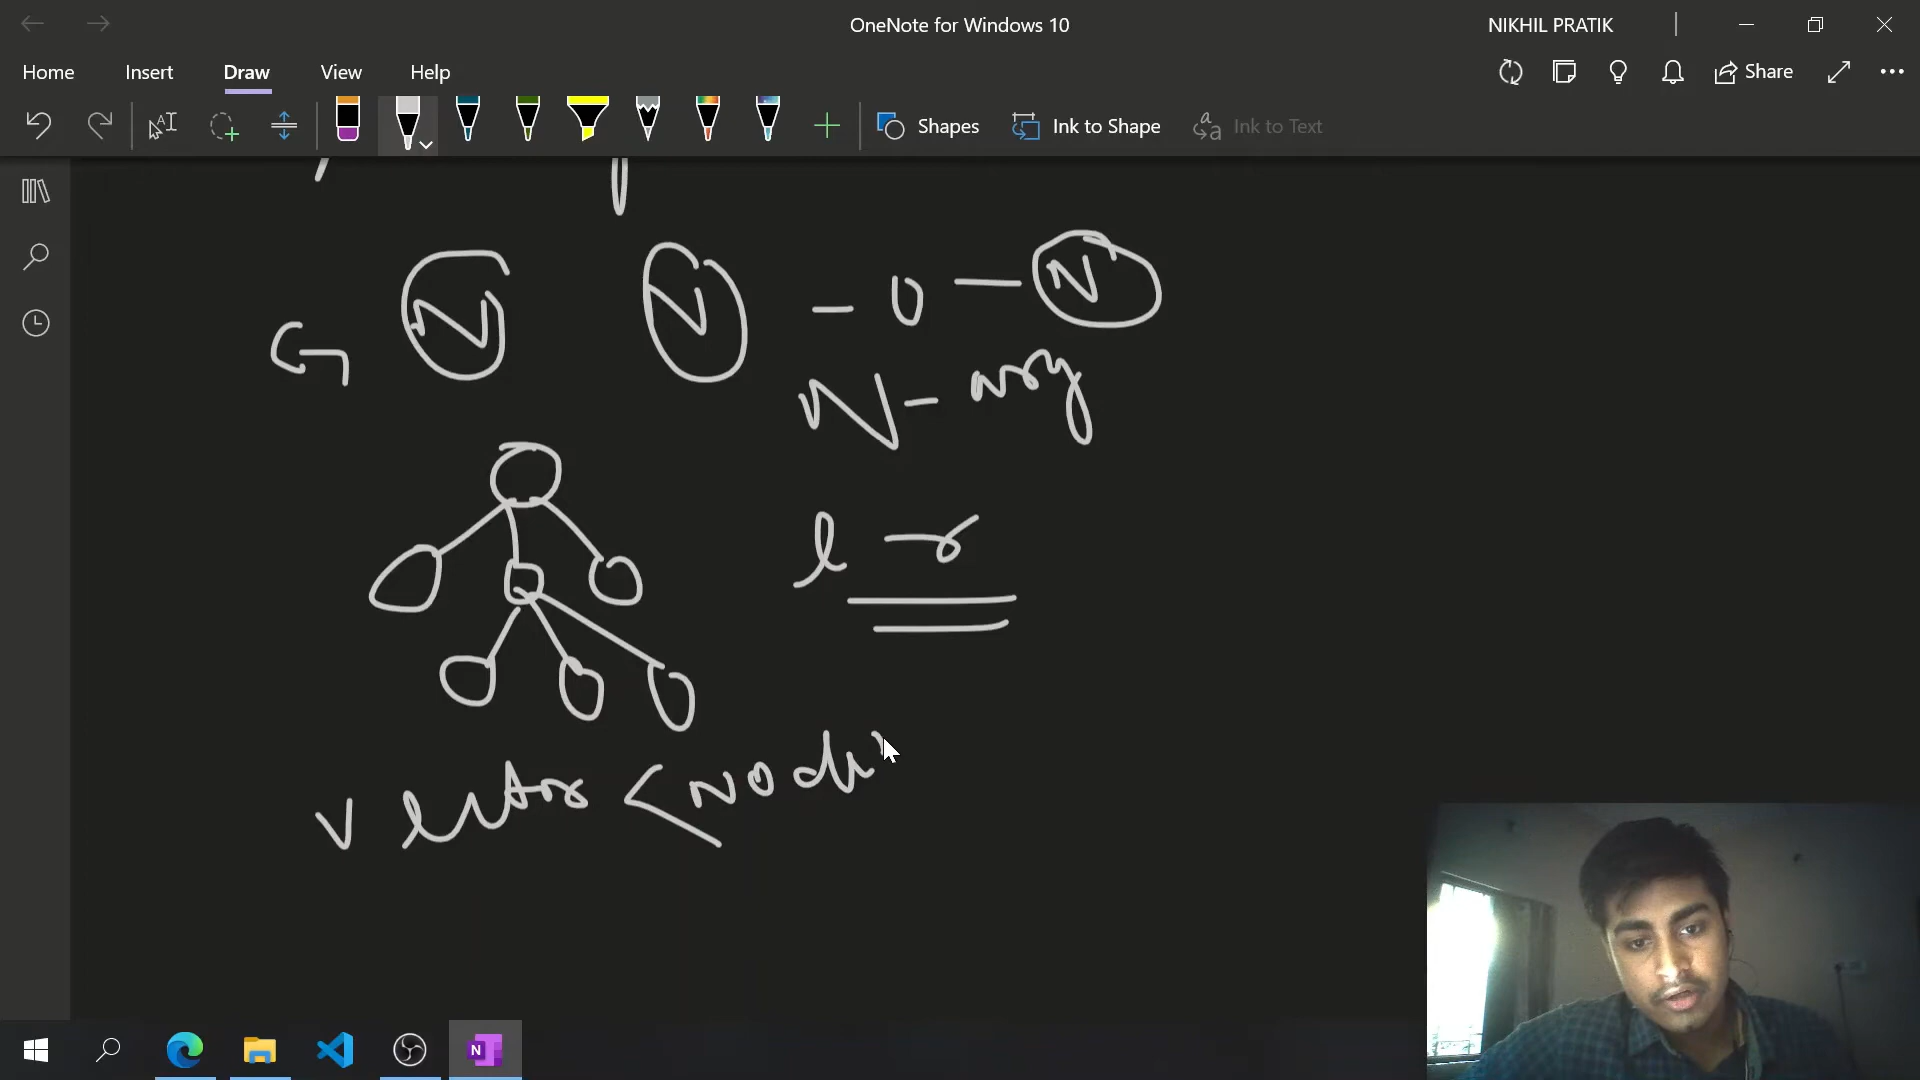 OneNote for Windows 10
NIKHIL PRATIK
Home Insert Draw View Help
Share
Shapes Ink to Shape Ink to Text
N N - 0 - N
G
N-ary
l - r
vector <node